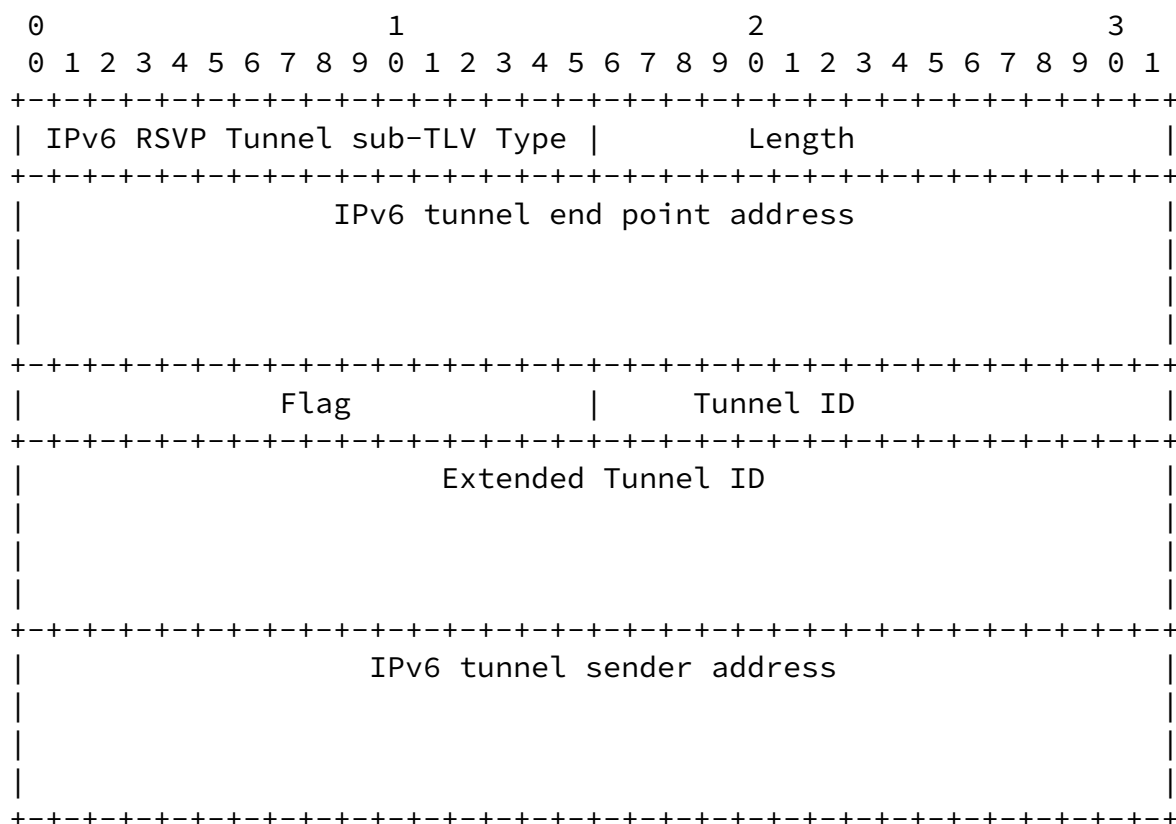 0                   1                   2                   3
 0 1 2 3 4 5 6 7 8 9 0 1 2 3 4 5 6 7 8 9 0 1 2 3 4 5 6 7 8 9 0 1
+-+-+-+-+-+-+-+-+-+-+-+-+-+-+-+-+-+-+-+-+-+-+-+-+-+-+-+-+-+-+-+-+
| IPv6 RSVP Tunnel sub-TLV Type |        Length                 |
+-+-+-+-+-+-+-+-+-+-+-+-+-+-+-+-+-+-+-+-+-+-+-+-+-+-+-+-+-+-+-+-+
|                 IPv6 tunnel end point address                 |
|                                                               |
|                                                               |
|                                                               |
+-+-+-+-+-+-+-+-+-+-+-+-+-+-+-+-+-+-+-+-+-+-+-+-+-+-+-+-+-+-+-+-+
|              Flag             |     Tunnel ID                 |
+-+-+-+-+-+-+-+-+-+-+-+-+-+-+-+-+-+-+-+-+-+-+-+-+-+-+-+-+-+-+-+-+
|                       Extended Tunnel ID                      |
|                                                               |
|                                                               |
|                                                               |
+-+-+-+-+-+-+-+-+-+-+-+-+-+-+-+-+-+-+-+-+-+-+-+-+-+-+-+-+-+-+-+-+
|                   IPv6 tunnel sender address                  |
|                                                               |
|                                                               |
|                                                               |
+-+-+-+-+-+-+-+-+-+-+-+-+-+-+-+-+-+-+-+-+-+-+-+-+-+-+-+-+-+-+-+-+